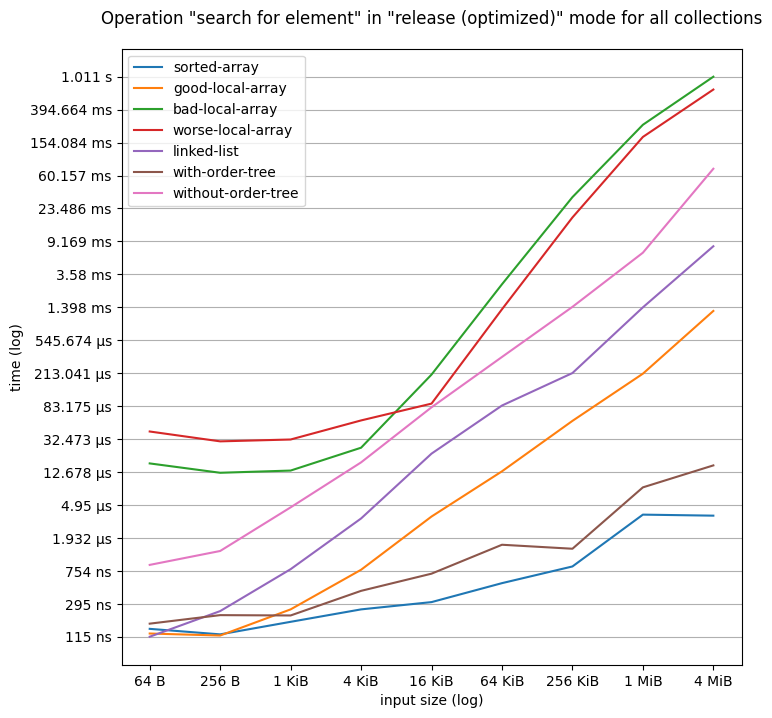 Operation "search for element" in "release (optimized)" mode for all collections
sorted-array
good-local-array
bad-local-array
worse-local-array
linked-list
with-order-tree
without-order-tree
time (log)
1.011 s
394.664 ms
154.084 ms
60.157 ms
23.486 ms
9.169 ms
3.58 ms
1.398 ms
545.674 µs
213.041 µs
83.175 µs
32.473 µs
12.678 µs
4.95 µs
1.932 µs
754 ns
295 ns
115 ns
64 B
256 B
1 KiB
4 KiB
16 KiB
64 KiB
256 KiB
1 MiB
4 MiB
input size (log)